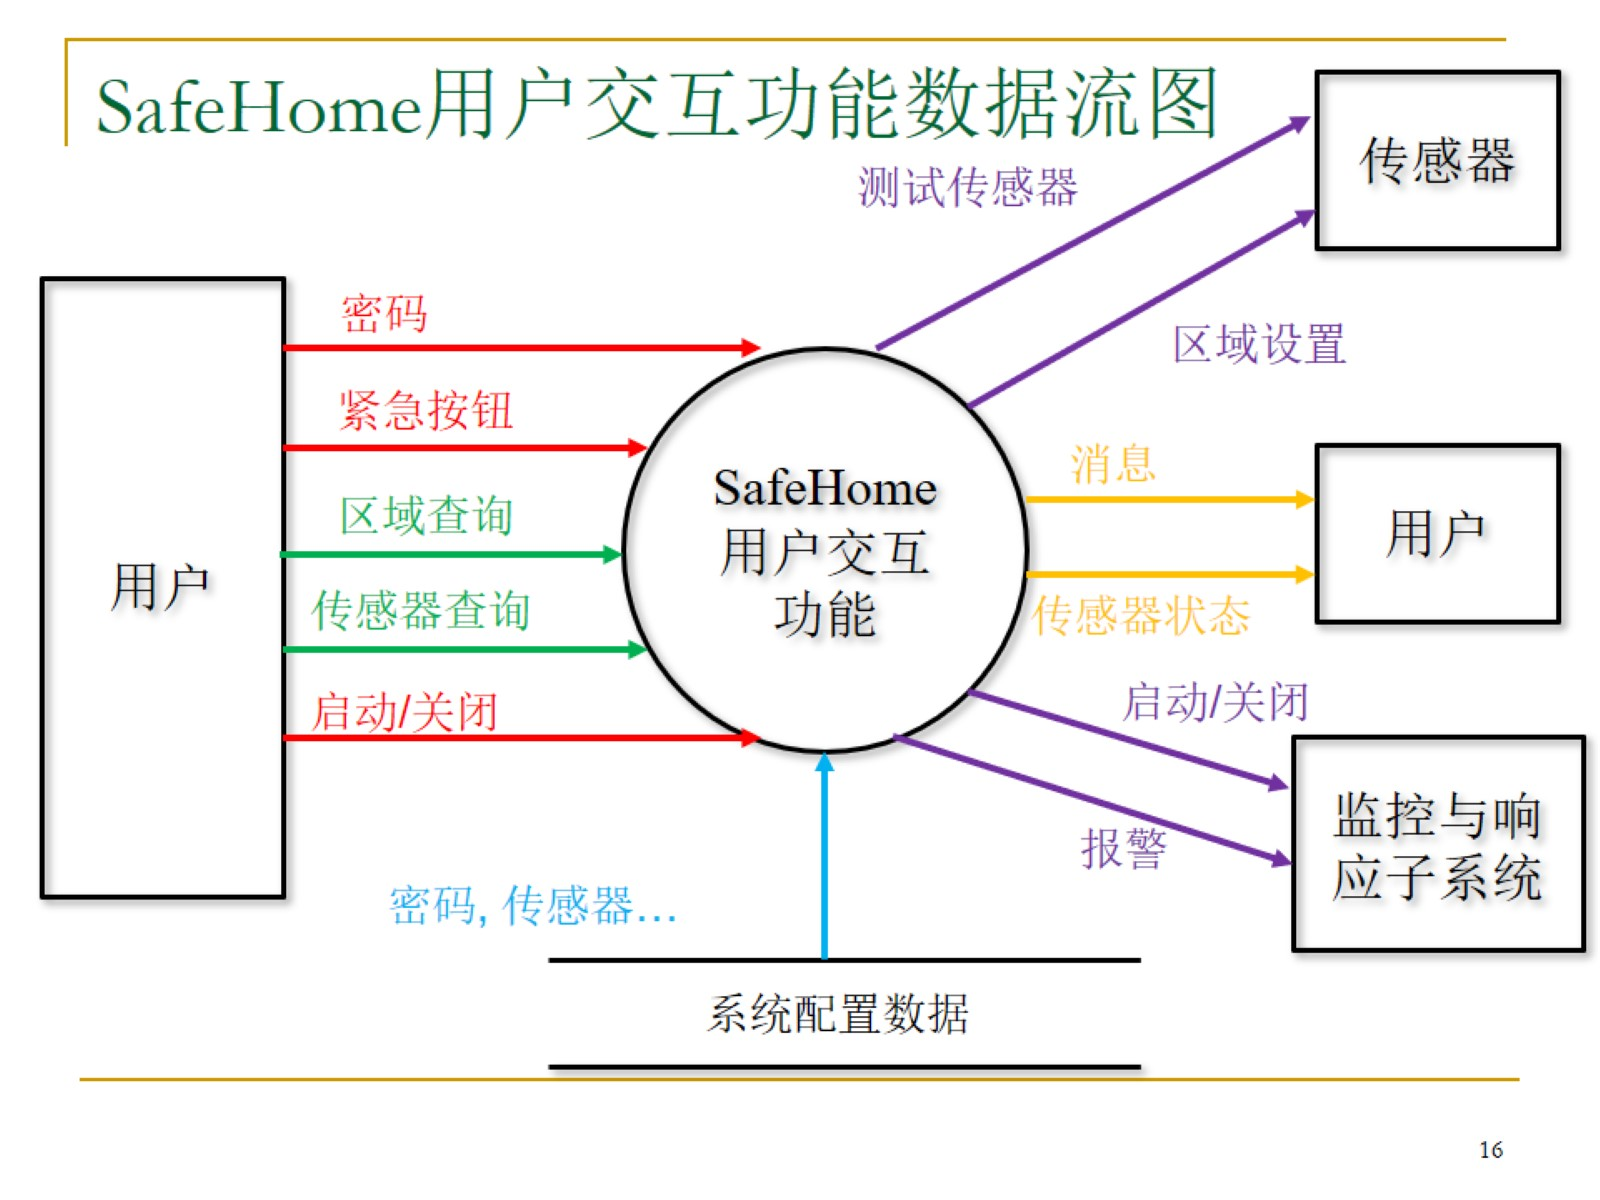 SafeHome用户交互功能数据流图
传感器
测试传感器
区域设置
密码
紧急按钮
区域查询
传感器查询
启动/关闭
用户
SafeHome
用户交互
功能
消息
传感器状态
用户
启动/关闭
报警
监控与响
应子系统
密码, 传感器...
系统配置数据
16